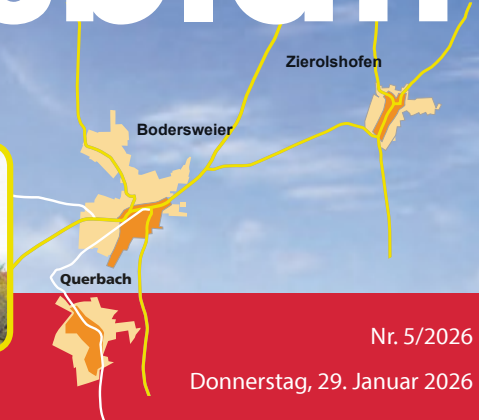 Zierolshofen
Bodersweier
Querbach
Nr. 5/2026
Donnerstag, 29. Januar 2026